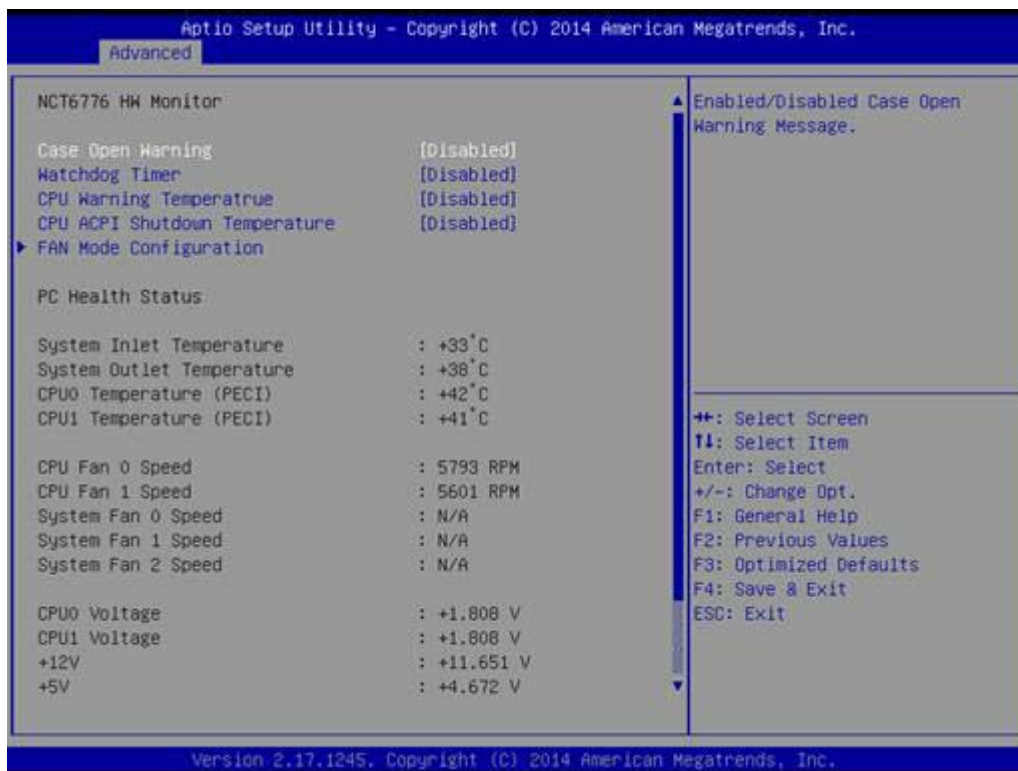 Aptio Setup Utility - Copyright (C) 2014 American Megatrends, Inc.
Advanced
NCT6776 HW Monitor
Case Open Warning [Disabled]
Watchdog Timer [Disabled]
CPU Warning Temperatrue [Disabled]
CPU ACPI Shutdown Temperature [Disabled]
FAN Mode Configuration
PC Health Status
System Inlet Temperature : +33°C
System Outlet Temperature : +38°C
CPU0 Temperature (PECI) : +42°C
CPU1 Temperature (PECI) : +41°C
CPU Fan 0 Speed : 5793 RPM
CPU Fan 1 Speed : 5601 RPM
System Fan 0 Speed : N/A
System Fan 1 Speed : N/A
System Fan 2 Speed : N/A
CPU0 Voltage : +1.808 V
CPU1 Voltage : +1.808 V
+12V : +11.651 V
+5V : +4.672 V
Enabled/Disabled Case Open
Warning Message.
→←: Select Screen
↑↓: Select Item
Enter: Select
+/-: Change Opt.
F1: General Help
F2: Previous Values
F3: Optimized Defaults
F4: Save & Exit
ESC: Exit
Version 2.17.1245. Copyright (C) 2014 American Megatrends, Inc.